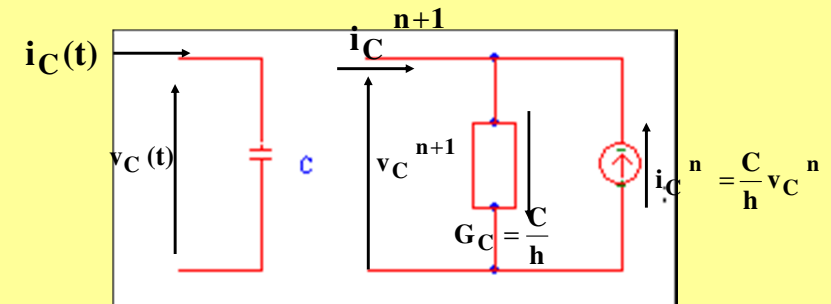 i_C(t)
v_C(t)
C
i_C^{n+1}
v_C^{n+1}
G_C = C/h
i_C^n = C/h v_C^n